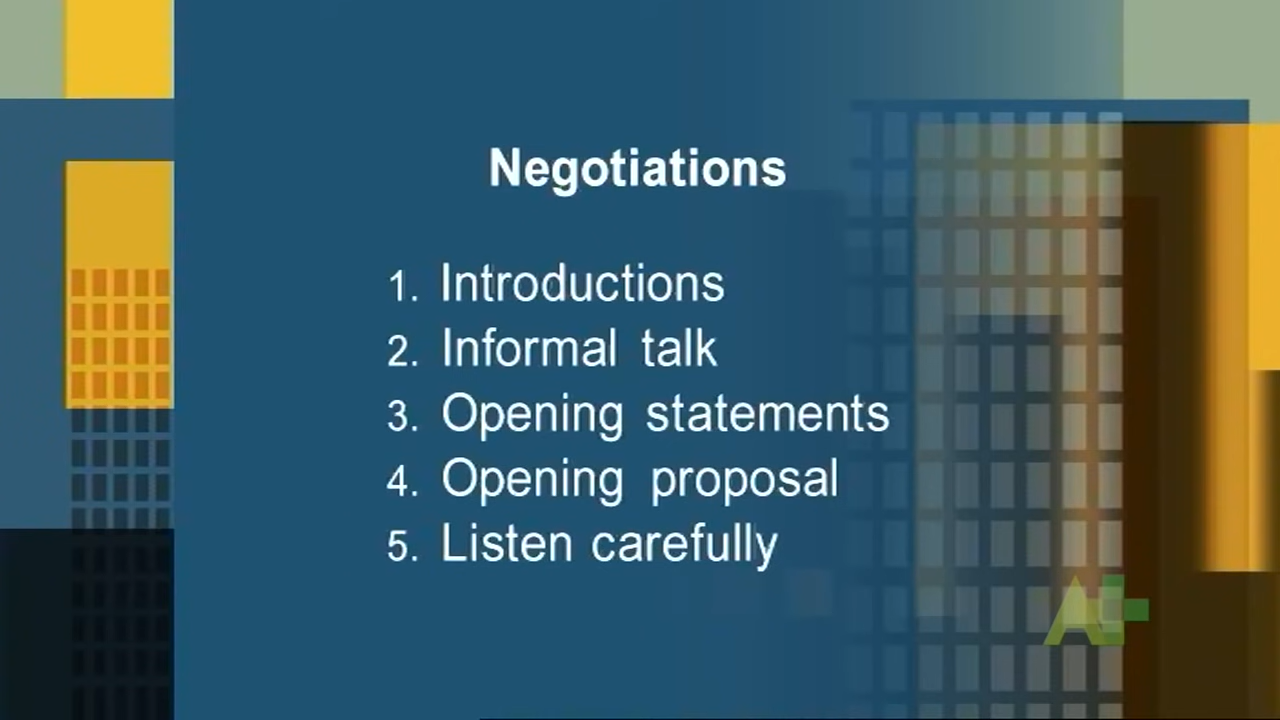 Negotiations
1. Introductions
2. Informal talk
3. Opening statements
4. Opening proposal
5. Listen carefully
A+